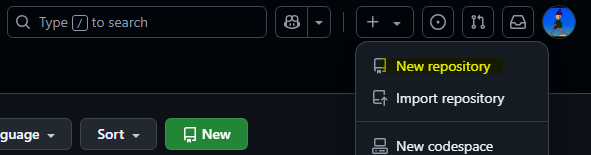 Type / to search
New repository
Import repository
guage
Sort
New
New codespace